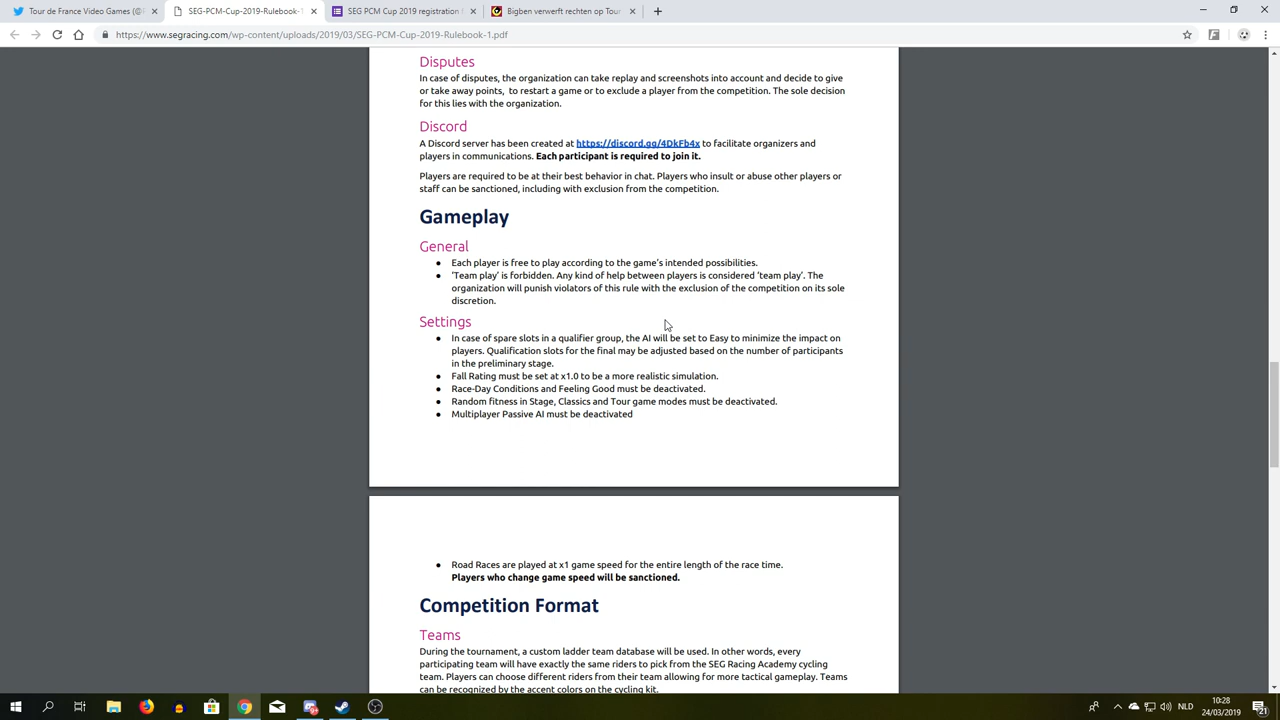 Tour de France Video Games (@
SEG-PCM-Cup-2019-Rulebook-1
SEG PCM Cup 2019 registration f
Bigben verwerft rechten op Tour
https://www.segracing.com/wp-content/uploads/2019/03/SEG-PCM-Cup-2019-Rulebook-1.pdf
Disputes
In case of disputes, the organization can take replay and screenshots into account and decide to give
or take away points, to restart a game or to exclude a player from the competition. The sole decision
for this lies with the organization.
Discord
A Discord server has been created at https://discord.gg/4DkFb4x to facilitate organizers and
players in communications. Each participant is required to join it.
Players are required to be at their best behavior in chat. Players who insult or abuse other players or
staff can be sanctioned, including with exclusion from the competition.
Gameplay
General
● Each player is free to play according to the game's intended possibilities.
● 'Team play' is forbidden. Any kind of help between players is considered 'team play'. The
organization will punish violators of this rule with the exclusion of the competition on its sole
discretion.
Settings
● In case of spare slots in a qualifier group, the AI will be set to Easy to minimize the impact on
players. Qualification slots for the final may be adjusted based on the number of participants
in the preliminary stage.
● Fall Rating must be set at x1.0 to be a more realistic simulation.
● Race-Day Conditions and Feeling Good must be deactivated.
● Random fitness in Stage, Classics and Tour game modes must be deactivated.
● Multiplayer Passive AI must be deactivated
● Road Races are played at x1 game speed for the entire length of the race time.
Players who change game speed will be sanctioned.
Competition Format
Teams
During the tournament, a custom ladder team database will be used. In other words, every
participating team will have exactly the same riders to pick from the SEG Racing Academy cycling
team. Players can choose different riders from their team allowing for more tactical gameplay. Teams
can be recognized by the accent colors on the cycling kit.
NLD
10:28
24/03/2019
21